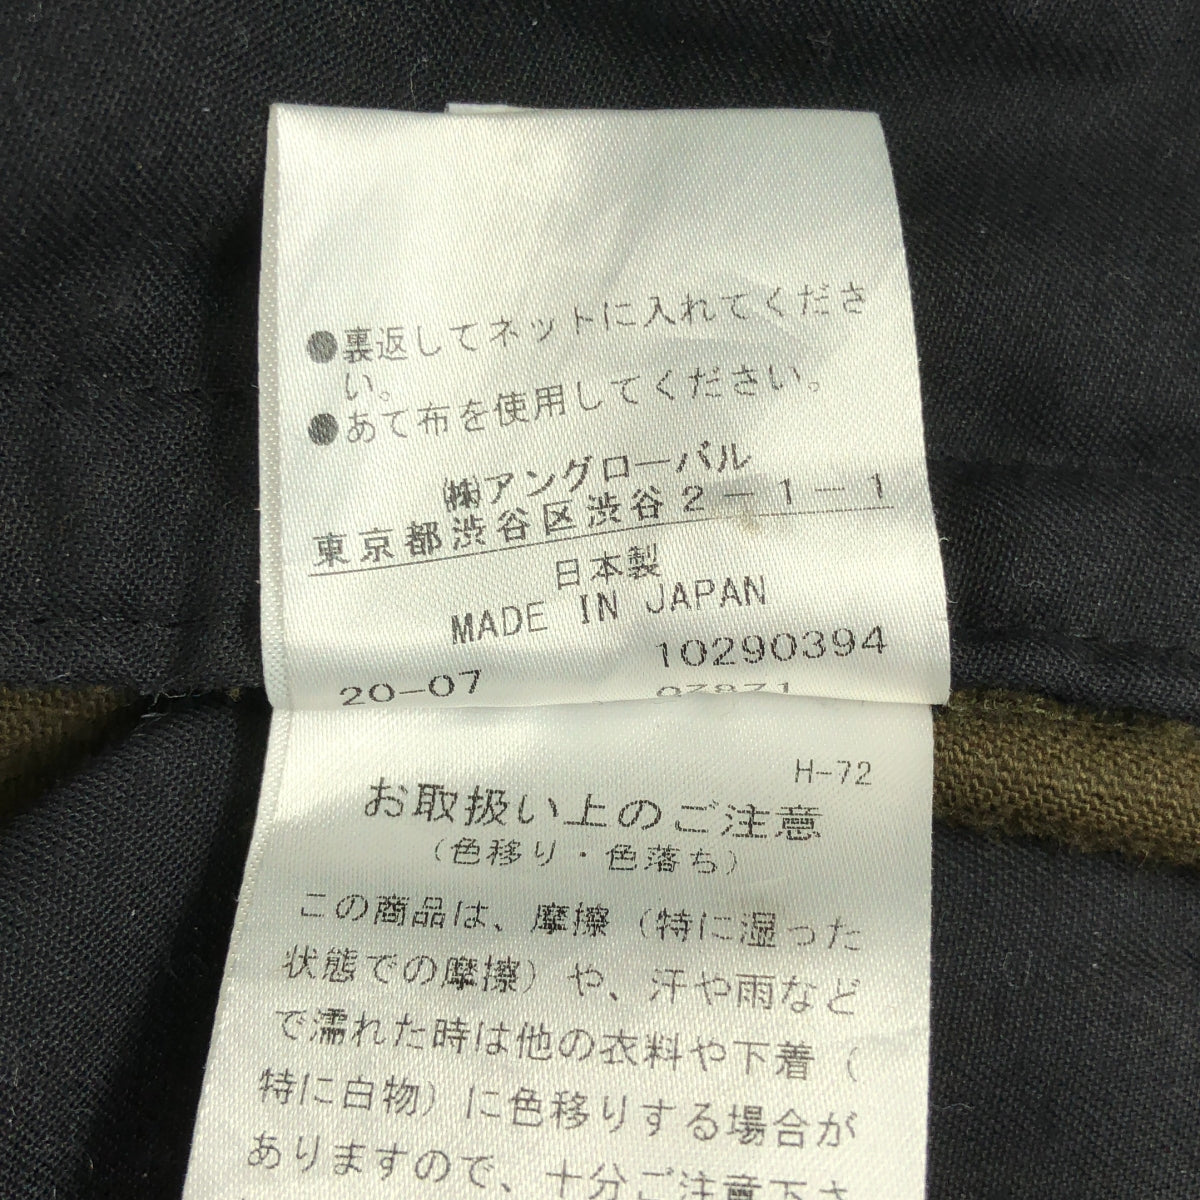 ●裏返してネットに入れてくださ
い。
●あて布を使用してください。
㈱アングローバル
東京都渋谷区渋谷2-1-1
日本製
MADE IN JAPAN
10290394
20-07
H-72
お取扱い上のご注意
(色移り・色落ち)
この商品は、摩擦(特に湿った
状態での摩擦)や、汗や雨など
で濡れた時は他の衣料や下着(
特に白物)に色移りする場合が
ありますので、十分ご注意下さ